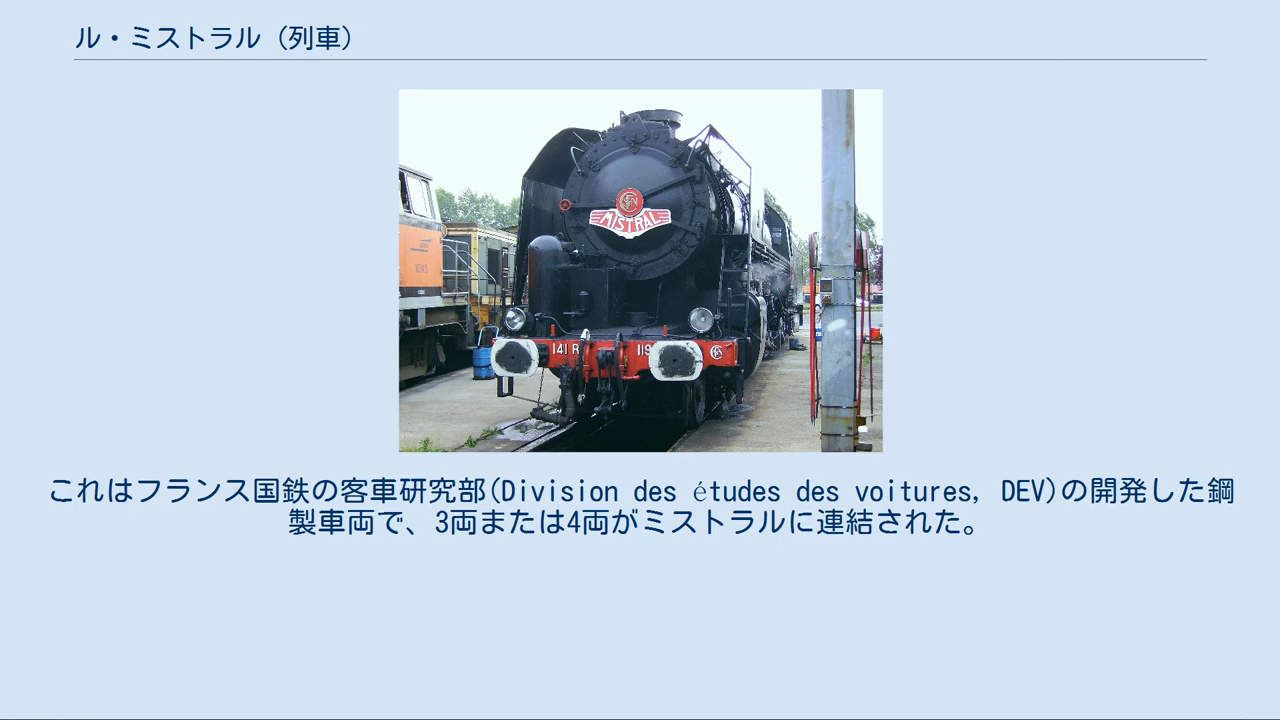 ル・ミストラル (列車)
MISTRAL
141 R
119
これはフランス国鉄の客車研究部(Division des études des voitures, DEV)の開発した鋼
製車両で、3両または4両がミストラルに連結された。